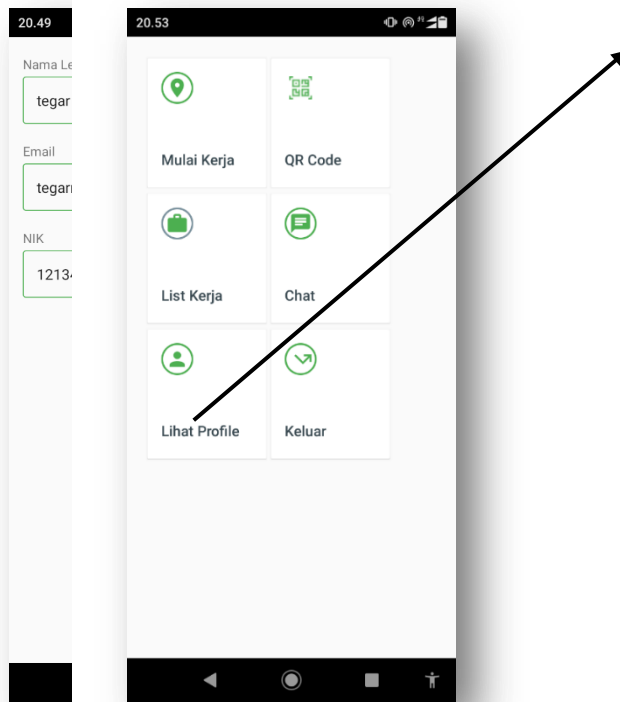 20.49
Nama Le
tegar
Email
tegar
NIK
1213
20.53
Mulai Kerja
QR Code
List Kerja
Chat
Lihat Profile
Keluar